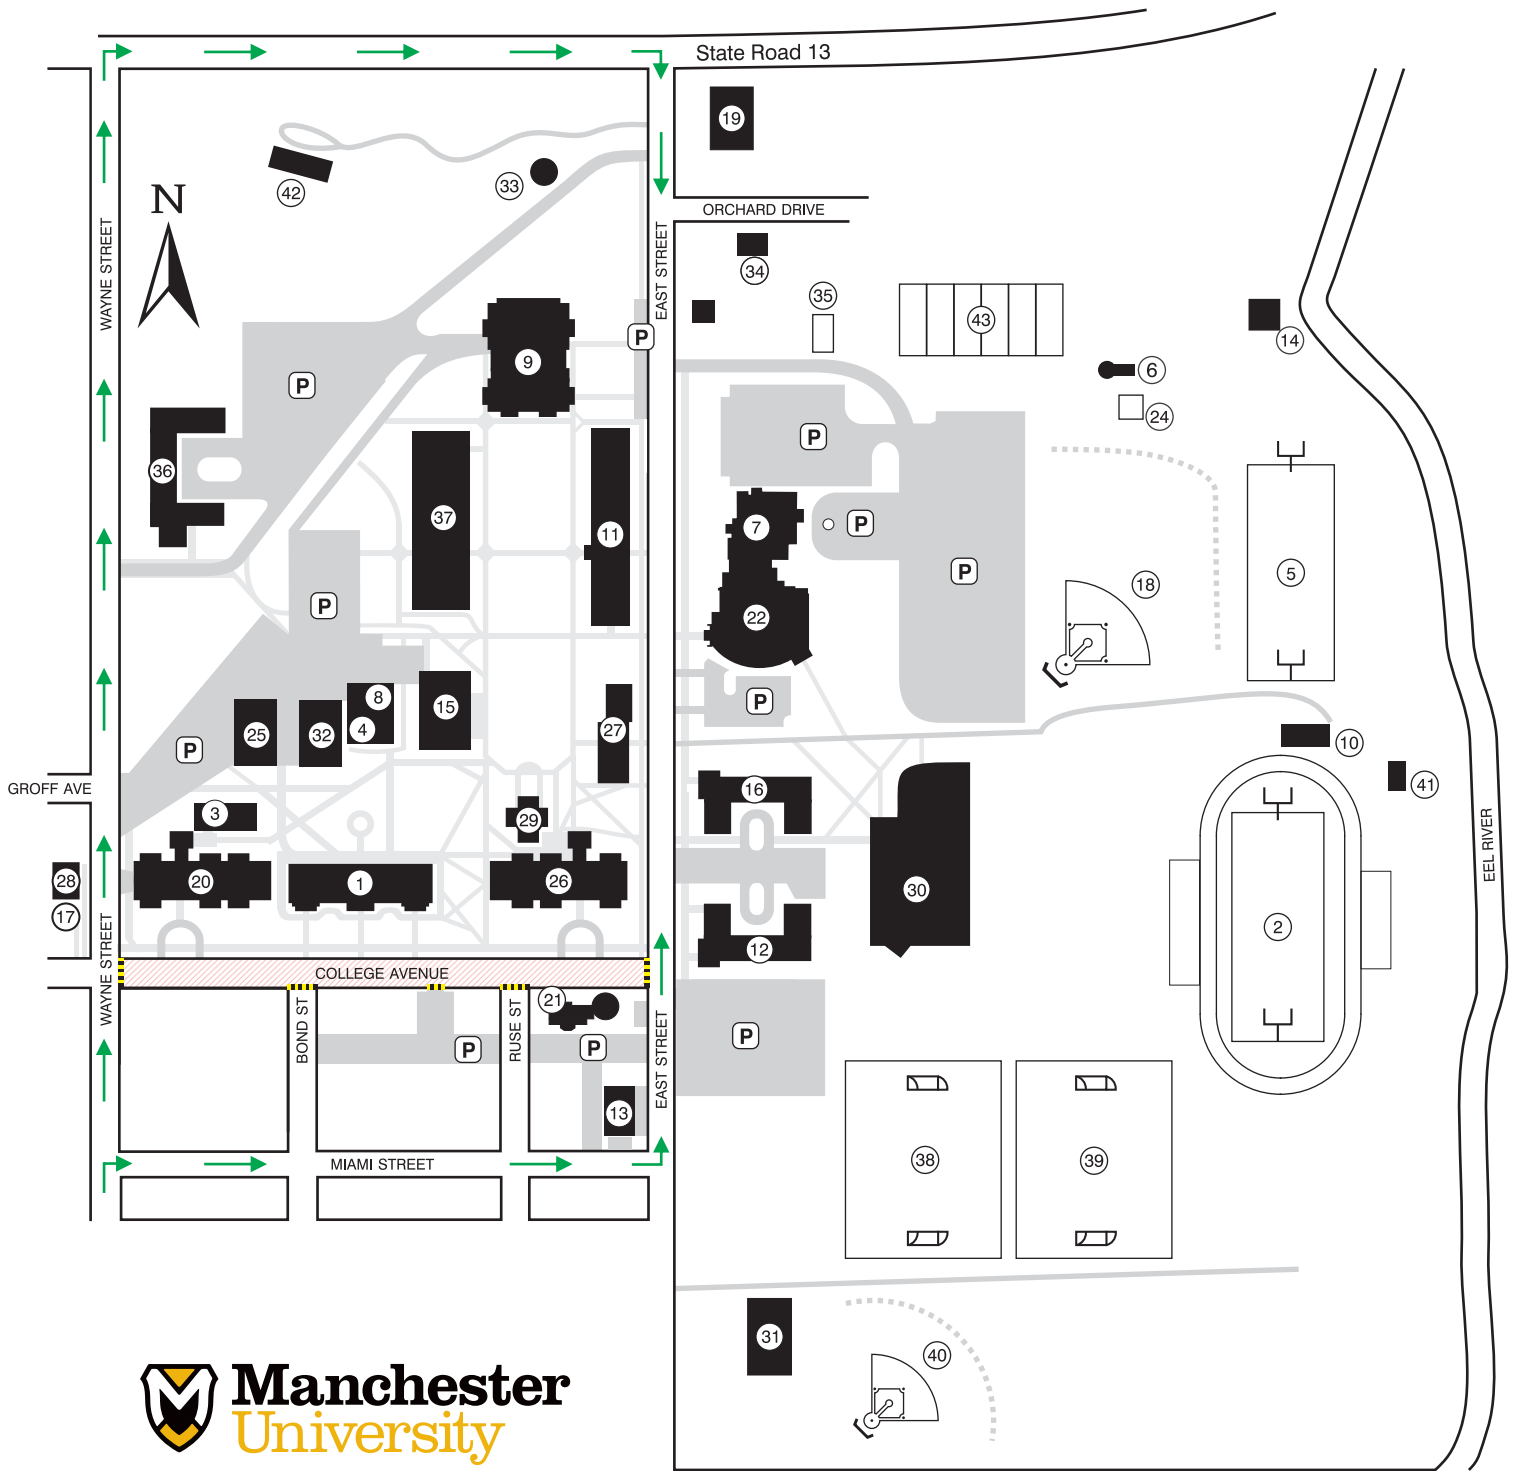 State Road 13
19
N
42
33
ORCHARD DRIVE
WAYNE STREET
EAST STREET
34
35
43
14
P
9
6
P
24
P
36
37
11
7
P
5
P
18
P
22
8
15
P
25
32
4
27
P
10
GROFF AVE
16
41
3
29
EEL RIVER
28
20
1
26
30
17
2
12
WAYNE STREET
COLLEGE AVENUE
21
BOND ST
RUSE ST
EAST STREET
P
P
P
13
38
39
MIAMI STREET
31
40
Manchester
University